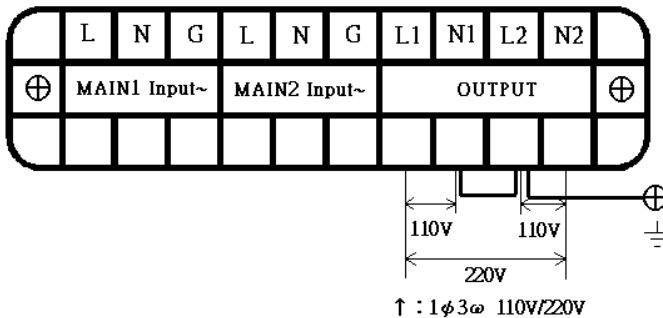 L N G L N G L1 N1 L2 N2
MAIN1 Input~ MAIN2 Input~ OUTPUT
110V 110V
220V
↑ : 1φ3ω 110V/220V